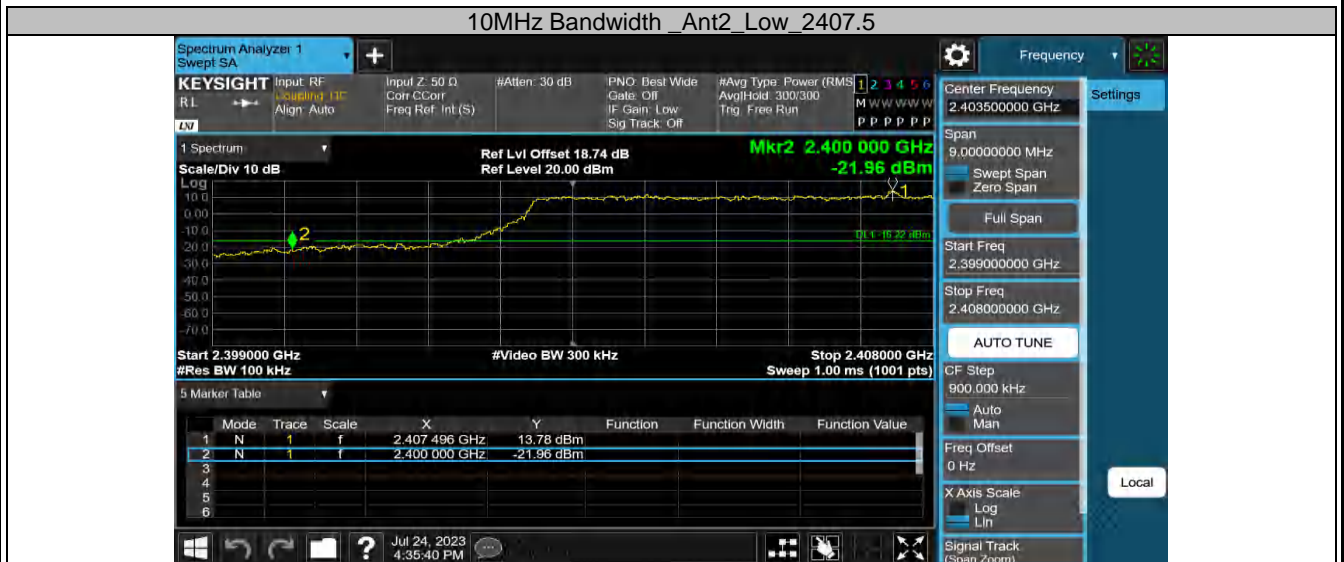 10MHz Bandwidth _Ant2_Low_2407.5
Spectrum Analyzer 1
Swept SA
+
Frequency
KEYSIGHT
RL
LXI
Input: RF
Coupling: DC
Align: Auto
Input Z: 50 Ω
Corr CCorr
Freq Ref: Int (S)
#Atten: 30 dB
PNO: Best Wide
Gate: Off
IF Gain: Low
Sig Track: Off
#Avg Type: Power (RMS
Avg|Hold: 300/300
Trig: Free Run
1 2 3 4 5 6
M W W W W W
P P P P P P
1 Spectrum
Scale/Div 10 dB
Ref Lvl Offset 18.74 dB
Ref Level 20.00 dBm
Mkr2 2.400 000 GHz
-21.96 dBm
Log
10.0
0.00
-10.0
-20.0
-30.0
-40.0
-50.0
-60.0
-70.0
2
1
Start 2.399000 GHz
#Res BW 100 kHz
#Video BW 300 kHz
Stop 2.408000 GHz
Sweep 1.00 ms (1001 pts)
5 Marker Table
Mode Trace Scale X Y Function Function Width Function Value
1 N 1 f 2.407 496 GHz 13.78 dBm
2 N 1 f 2.400 000 GHz -21.96 dBm
3
4
5
6
Jul 24, 2023
4:35:40 PM
Center Frequency
2.403500000 GHz
Settings
Span
9.00000000 MHz
Swept Span
Zero Span
Full Span
Start Freq
2.399000000 GHz
Stop Freq
2.408000000 GHz
AUTO TUNE
CF Step
900.000 kHz
Auto
Man
Freq Offset
0 Hz
X Axis Scale
Log
Lin
Local
Signal Track
(Span Zoom)